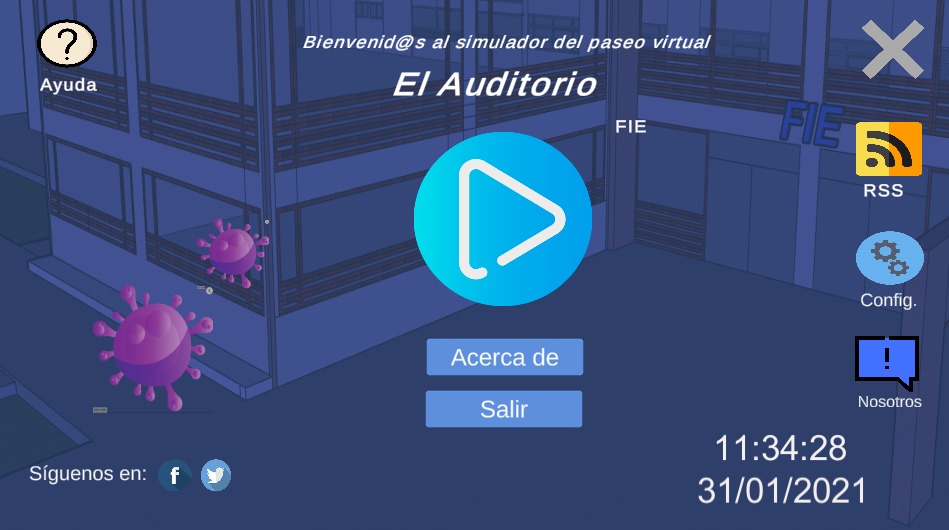 Bienvenid@s al simulador del paseo virtual
Ayuda
El Auditorio
FIE
FIE
RSS
Config.
Acerca de
Nosotros
Salir
11:34:28
Síguenos en:
31/01/2021